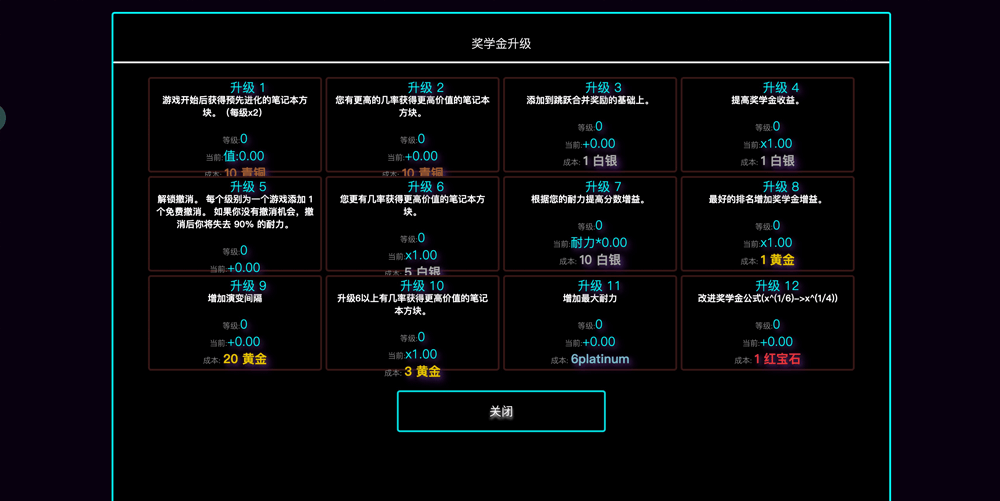 奖学金升级
升级 1
游戏开始后获得预先进化的笔记本方
块。（每级x2）
等级:0
当前:值:0.00
成本: 10 青铜
升级 2
您有更高的几率获得更高价值的笔记本
方块。
等级:0
当前:+0.00
成本: 10 青铜
升级 3
添加到跳跃合并奖励的基础上。
等级:0
当前:+0.00
成本: 1 白银
升级 4
提高奖学金收益。
等级:0
当前:x1.00
成本: 1 白银
升级 5
解锁撤消。 每个级别为一个游戏添加 1
个免费撤消。 如果你没有撤消机会，撤
消后你将失去 90% 的耐力。
等级:0
当前:+0.00
升级 6
您更有几率获得更高价值的笔记本方
块。
等级:0
当前:x1.00
成本: 5 白银
升级 7
根据您的耐力提高分数增益。
等级:0
当前:耐力*0.00
成本: 10 白银
升级 8
最好的排名增加奖学金增益。
等级:0
当前:x1.00
成本: 1 黄金
升级 9
增加演变间隔
等级:0
当前:+0.00
成本: 20 黄金
升级 10
升级6以上有几率获得更高价值的笔记
本方块。
等级:0
当前:x1.00
成本: 3 黄金
升级 11
增加最大耐力
等级:0
当前:+0.00
成本: 6platinum
升级 12
改进奖学金公式(x^(1/6)–>x^(1/4))
等级:0
当前:+0.00
成本: 1 红宝石
关闭